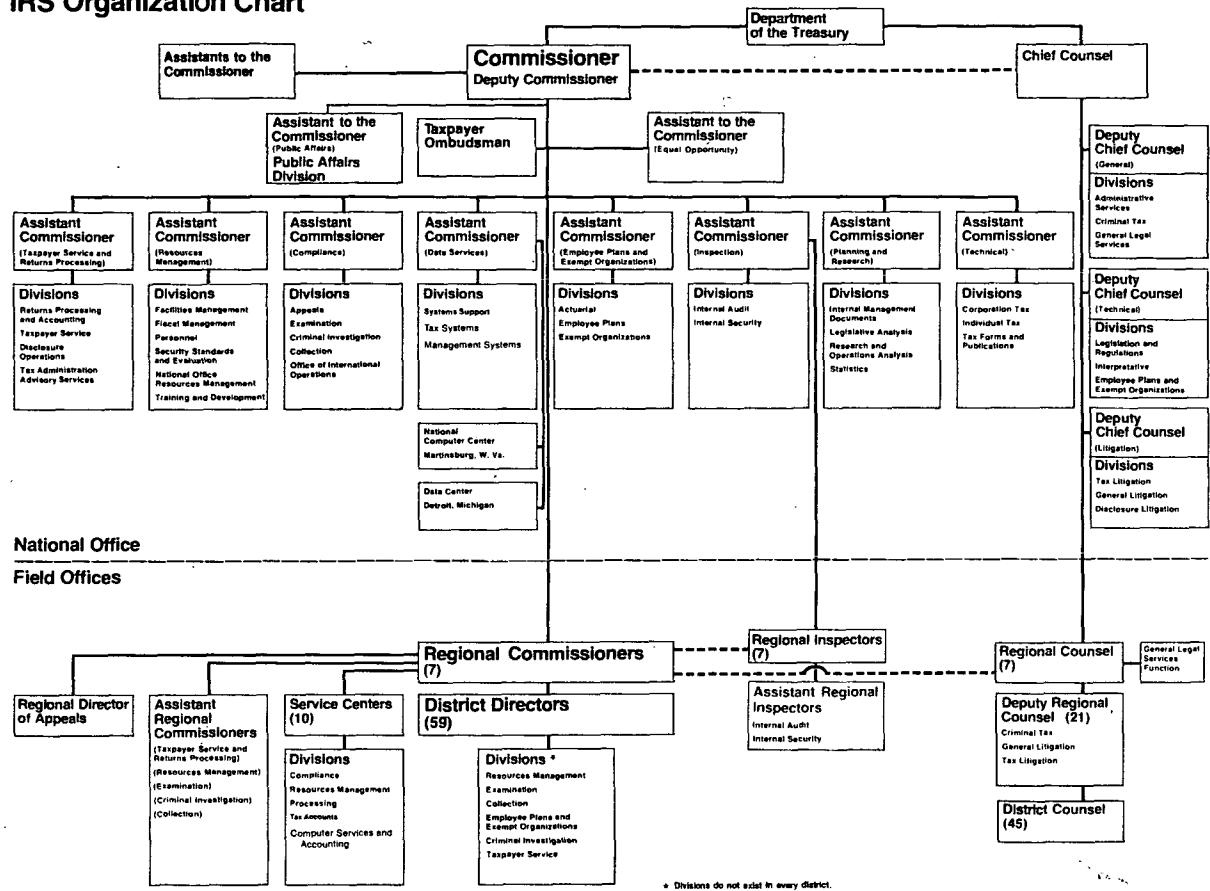 IRS Organization Chart
Department
of the Treasury
Assistants to the
Commissioner
Commissioner
Deputy Commissioner
Chief Counsel
Assistant to the
Commissioner
(Public Affairs)
Public Affairs
Division
Taxpayer
Ombudsman
Assistant to the
Commissioner
(Equal Opportunity)
Deputy
Chief Counsel
(General)
Divisions
Administrative
Services
Criminal Tax
General Legal
Services
Assistant
Commissioner
(Taxpayer Service and
Returns Processing)
Divisions
Returns Processing
and Accounting
Taxpayer Service
Disclosure
Operations
Tax Administration
Advisory Services
Assistant
Commissioner
(Resources
Management)
Divisions
Facilities Management
Fiscal Management
Personnel
Security Standards
and Evaluation
National Office
Resources Management
Training and Development
Assistant
Commissioner
(Compliance)
Divisions
Appeals
Examination
Criminal Investigation
Collection
Office of International
Operations
Assistant
Commissioner
(Data Services)
Divisions
Systems Support
Tax Systems
Management Systems
National
Computer Center
Martinsburg, W. Va.
Data Center
Detroit, Michigan
Assistant
Commissioner
(Employee Plans and
Exempt Organizations)
Divisions
Actuarial
Employee Plans
Exempt Organizations
Assistant
Commissioner
(Inspection)
Divisions
Internal Audit
Internal Security
Assistant
Commissioner
(Planning and
Research)
Divisions
Internal Management
Documents
Legislative Analysis
Research and
Operations Analysis
Statistics
Assistant
Commissioner
(Technical)
Divisions
Corporation Tax
Individual Tax
Tax Forms and
Publications
Deputy
Chief Counsel
(Technical)
Divisions
Legislation and
Regulations
Interpretative
Employee Plans and
Exempt Organizations
Deputy
Chief Counsel
(Litigation)
Divisions
Tax Litigation
General Litigation
Disclosure Litigation
National Office
Field Offices
Regional Commissioners
(7)
Regional Inspectors
(7)
Regional Counsel
(7)
General Legal
Services
Function
Regional Director
of Appeals
Assistant
Regional
Commissioners
(Taxpayer Service and
Returns Processing)
(Resources Management)
(Examination)
(Criminal Investigation)
(Collection)
Service Centers
(10)
Divisions
Compliance
Resources Management
Processing
Tax Accounts
Computer Services and
Accounting
District Directors
(59)
Divisions *
Resources Management
Examination
Collection
Employee Plans and
Exempt Organizations
Criminal Investigation
Taxpayer Service
Assistant Regional
Inspectors
Internal Audit
Internal Security
Deputy Regional
Counsel (21)
Criminal Tax
General Litigation
Tax Litigation
District Counsel
(45)
* Divisions do not exist in every district.